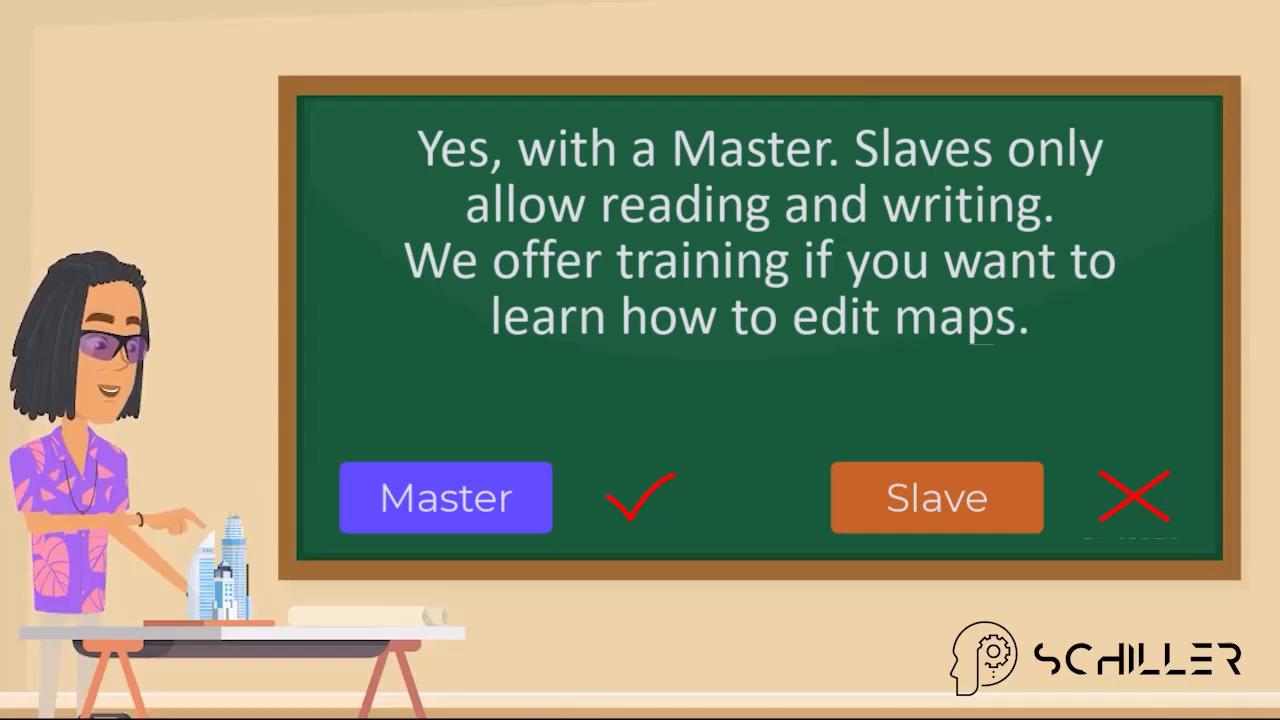 Yes, with a Master. Slaves only
allow reading and writing.
We offer training if you want to
learn how to edit maps.
Master
Slave
SCHILLER